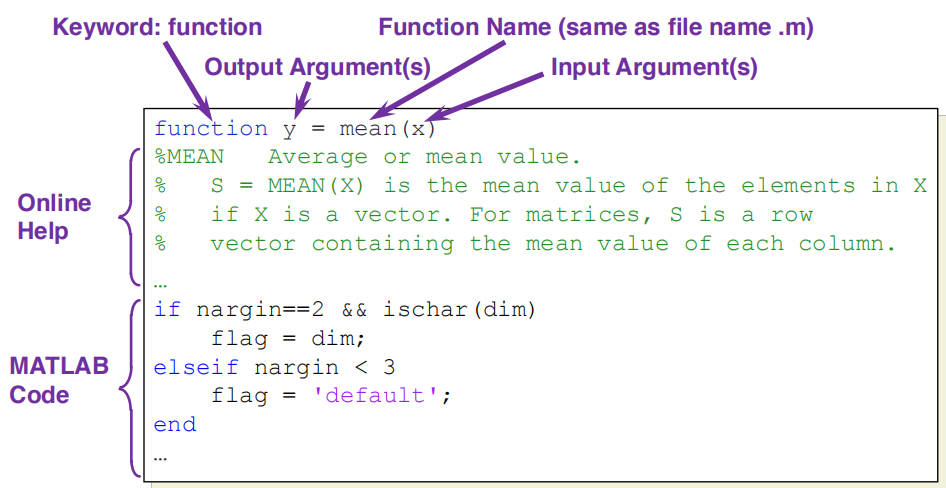 Keyword: function
Function Name (same as file name .m)
Output Argument(s)
Input Argument(s)
function y = mean(x)
%MEAN   Average or mean value.
%   S = MEAN(X) is the mean value of the elements in X
%   if X is a vector. For matrices, S is a row
%   vector containing the mean value of each column.
…
Online
Help
if nargin==2 && ischar(dim)
    flag = dim;
elseif nargin < 3
    flag = 'default';
end
…
MATLAB
Code